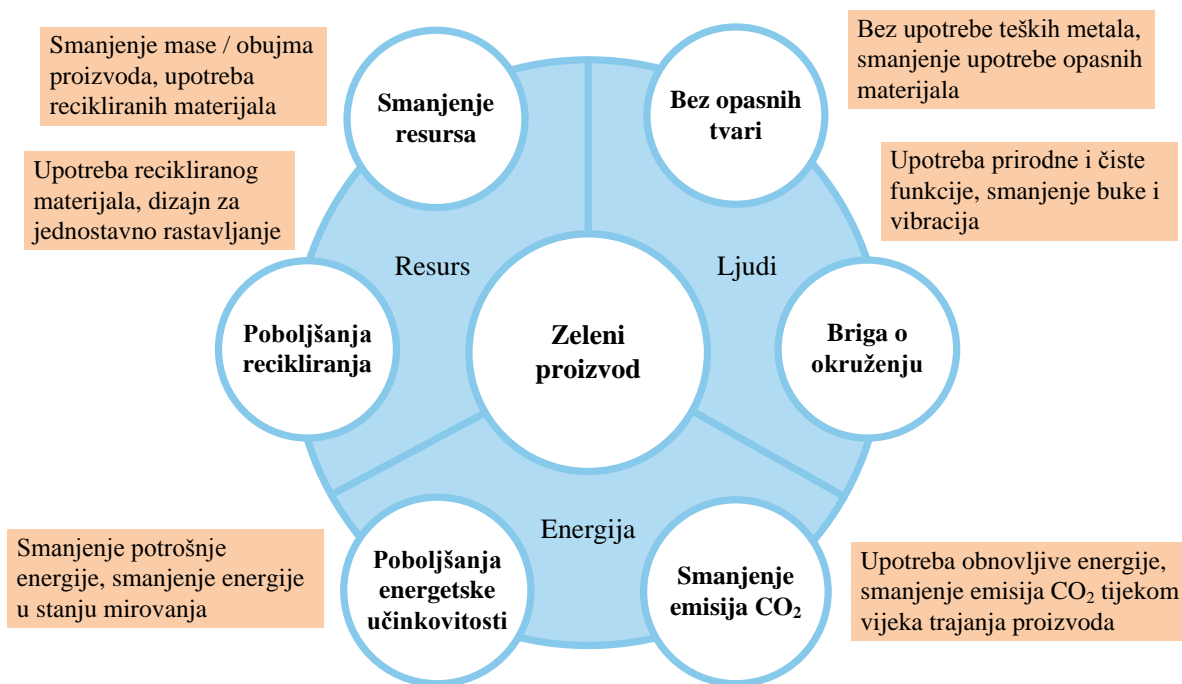 Smanjenje mase / obujma
proizvoda, upotreba
recikliranih materijala
Smanjenje
resursa
Bez opasnih
tvari
Bez upotrebe teških metala,
smanjenje upotrebe opasnih
materijala
Upotreba recikliranog
materijala, dizajn za
jednostavno rastavljanje
Upotreba prirodne i čiste
funkcije, smanjenje buke i
vibracija
Resurs
Ljudi
Poboljšanja
recikliranja
Zeleni
proizvod
Briga o
okruženju
Energija
Smanjenje potrošnje
energije, smanjenje energije
u stanju mirovanja
Poboljšanja
energetske
učinkovitosti
Smanjenje
emisija CO₂
Upotreba obnovljive energije,
smanjenje emisija CO₂ tijekom
vijeka trajanja proizvoda